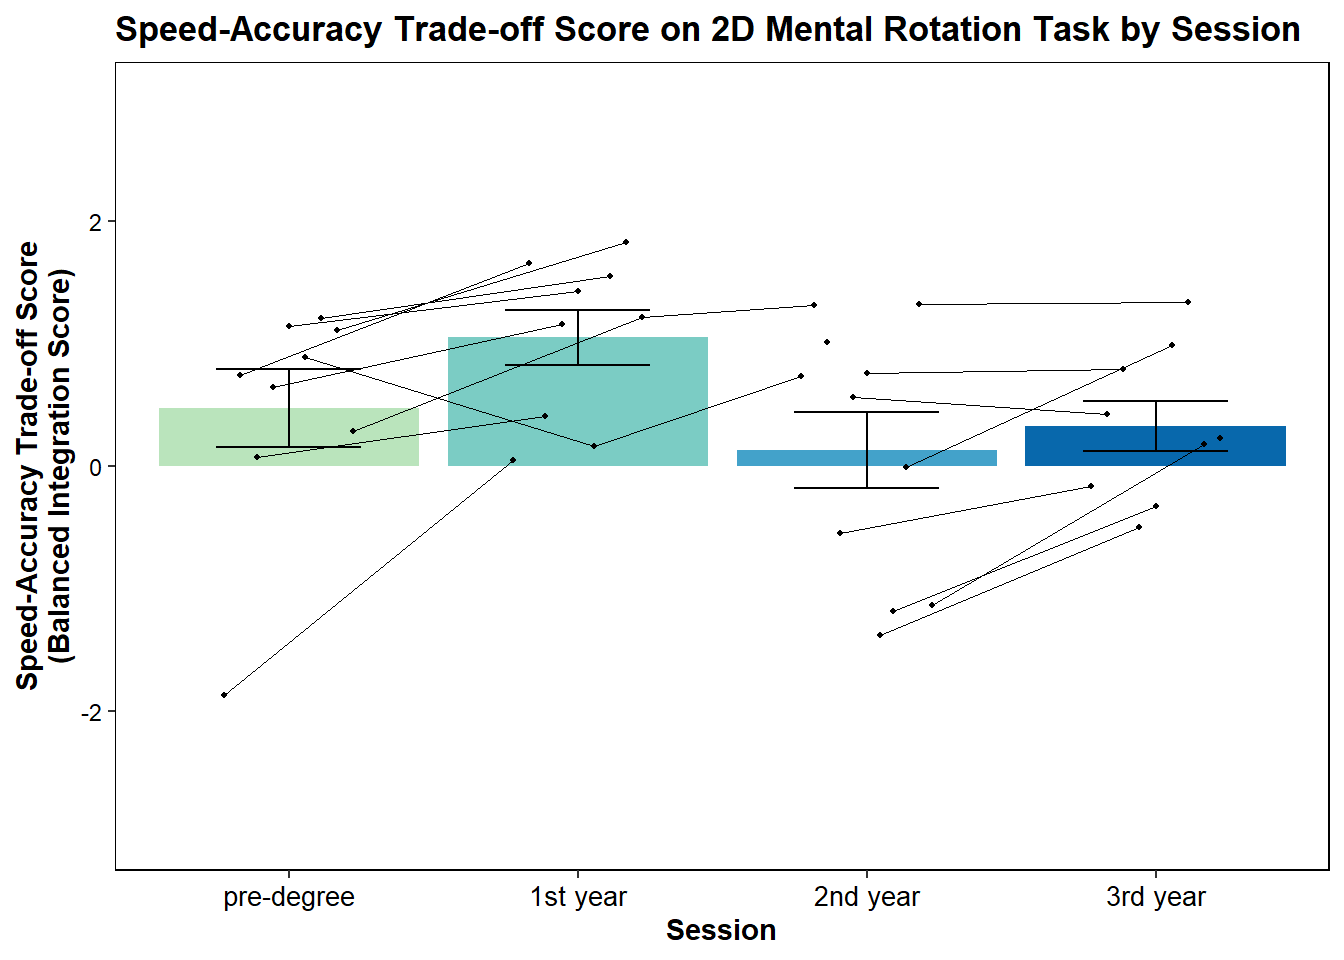 Speed-Accuracy Trade-off Score on 2D Mental Rotation Task by Session
Speed-Accuracy Trade-off Score
(Balanced Integration Score)
2
0
-2
pre-degree
1st year
2nd year
3rd year
Session